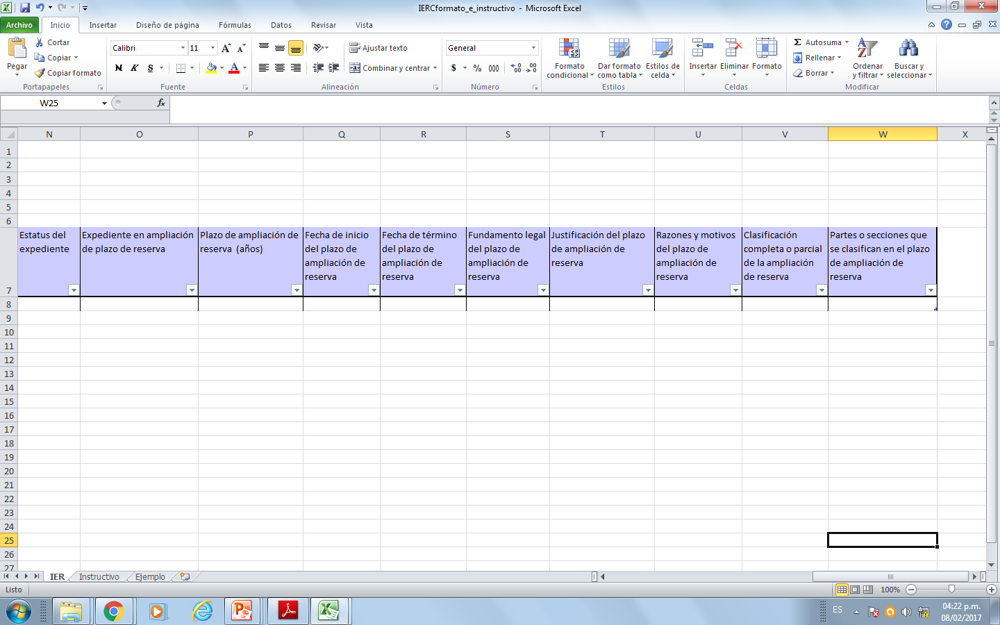 IERCformato_e_instructivo - Microsoft Excel
Archivo Inicio Insertar Diseño de página Fórmulas Datos Revisar Vista
Pegar
Cortar
Copiar
Copiar formato
Portapapeles
Calibri 11
N K S A
Fuente
Ajustar texto
Combinar y centrar
Alineación
General
$ % 000
Número
Formato
condicional
Dar formato
como tabla
Estilos de
celda
Estilos
Insertar Eliminar Formato
Celdas
Σ Autosuma
Rellenar
Borrar
Ordenar
y filtrar
Buscar y
seleccionar
Modificar
W25 fx
N O P Q R S T U V W X
1
2
3
4
5
6
7
Estatus del
expediente
Expediente en ampliación
de plazo de reserva
Plazo de ampliación de
reserva (años)
Fecha de inicio
del plazo de
ampliación de
reserva
Fecha de término
del plazo de
ampliación de
reserva
Fundamento legal
del plazo de
ampliación de
reserva
Justificación del plazo
de ampliación de
reserva
Razones y motivos
del plazo de
ampliación de
reserva
Clasificación
completa o parcial
de la ampliación
de reserva
Partes o secciones que
se clasifican en el plazo
de ampliación de
reserva
8
9
10
11
12
13
14
15
16
17
18
19
20
21
22
23
24
25
26
27
IER Instructivo Ejemplo
Listo 100%
ES 04:22 p.m.
08/02/2017